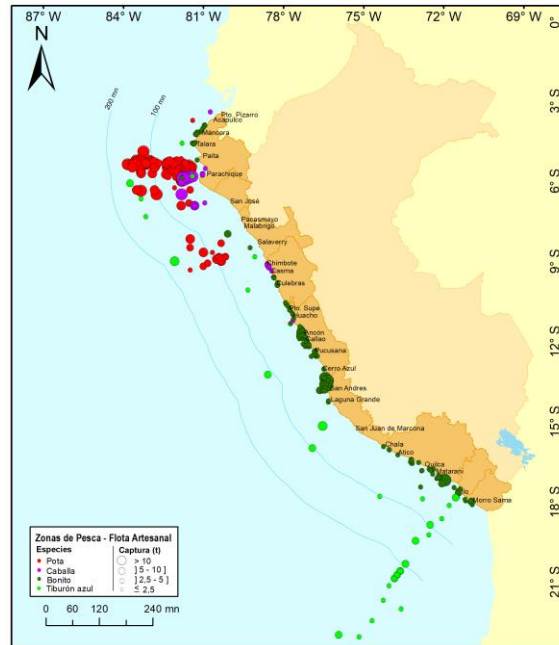 87°W 84°W 81°W 78°W 75°W 72°W 69°W
N
0°
3°S
6°S
9°S
12°S
15°S
18°S
21°S
200 mn
100 mn
Pto. Pizarro
Acapulco
Máncora
Talara
Paita
Parachique
San José
Pacasmayo
Malabrigo
Salaverry
Chimbote
Casma
Culebras
Pto. Supe
Huacho
Ancón
Callao
Pucusana
Cerro Azul
San Andres
Laguna Grande
San Juan de Marcona
Chala
Atico
Quilca
Matarani
Ilo
Morro Sama
Zonas de Pesca - Flota Artesanal
Especies Captura (t)
Pota > 10
Caballa ] 5 - 10 ]
Bonito ] 2,5 - 5 ]
Tiburón azul ≤ 2,5
0 60 120 240 mn